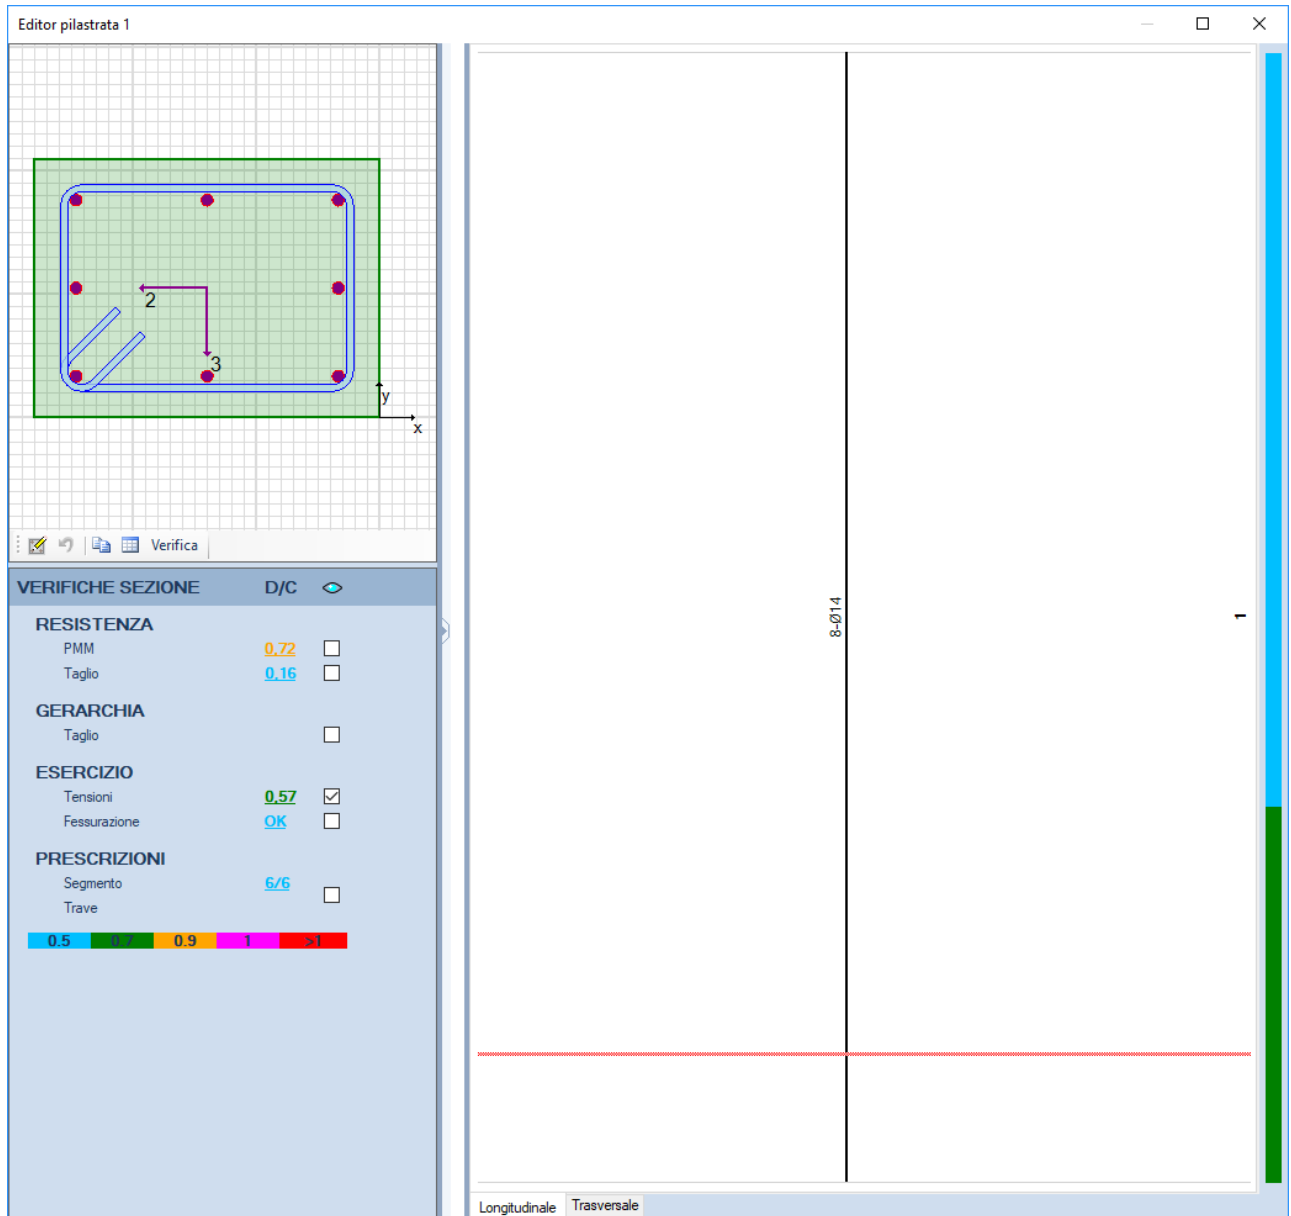 Editor pilastrata 1
2
3
y
x
Verifica
VERIFICHE SEZIONE D/C
RESISTENZA
PMM 0,72
Taglio 0,16
GERARCHIA
Taglio
ESERCIZIO
Tensioni 0,57
Fessurazione OK
PRESCRIZIONI
Segmento 6/6
Trave
0.5 0.7 0.9 1 >1
8-Ø14
1
Longitudinale Trasversale